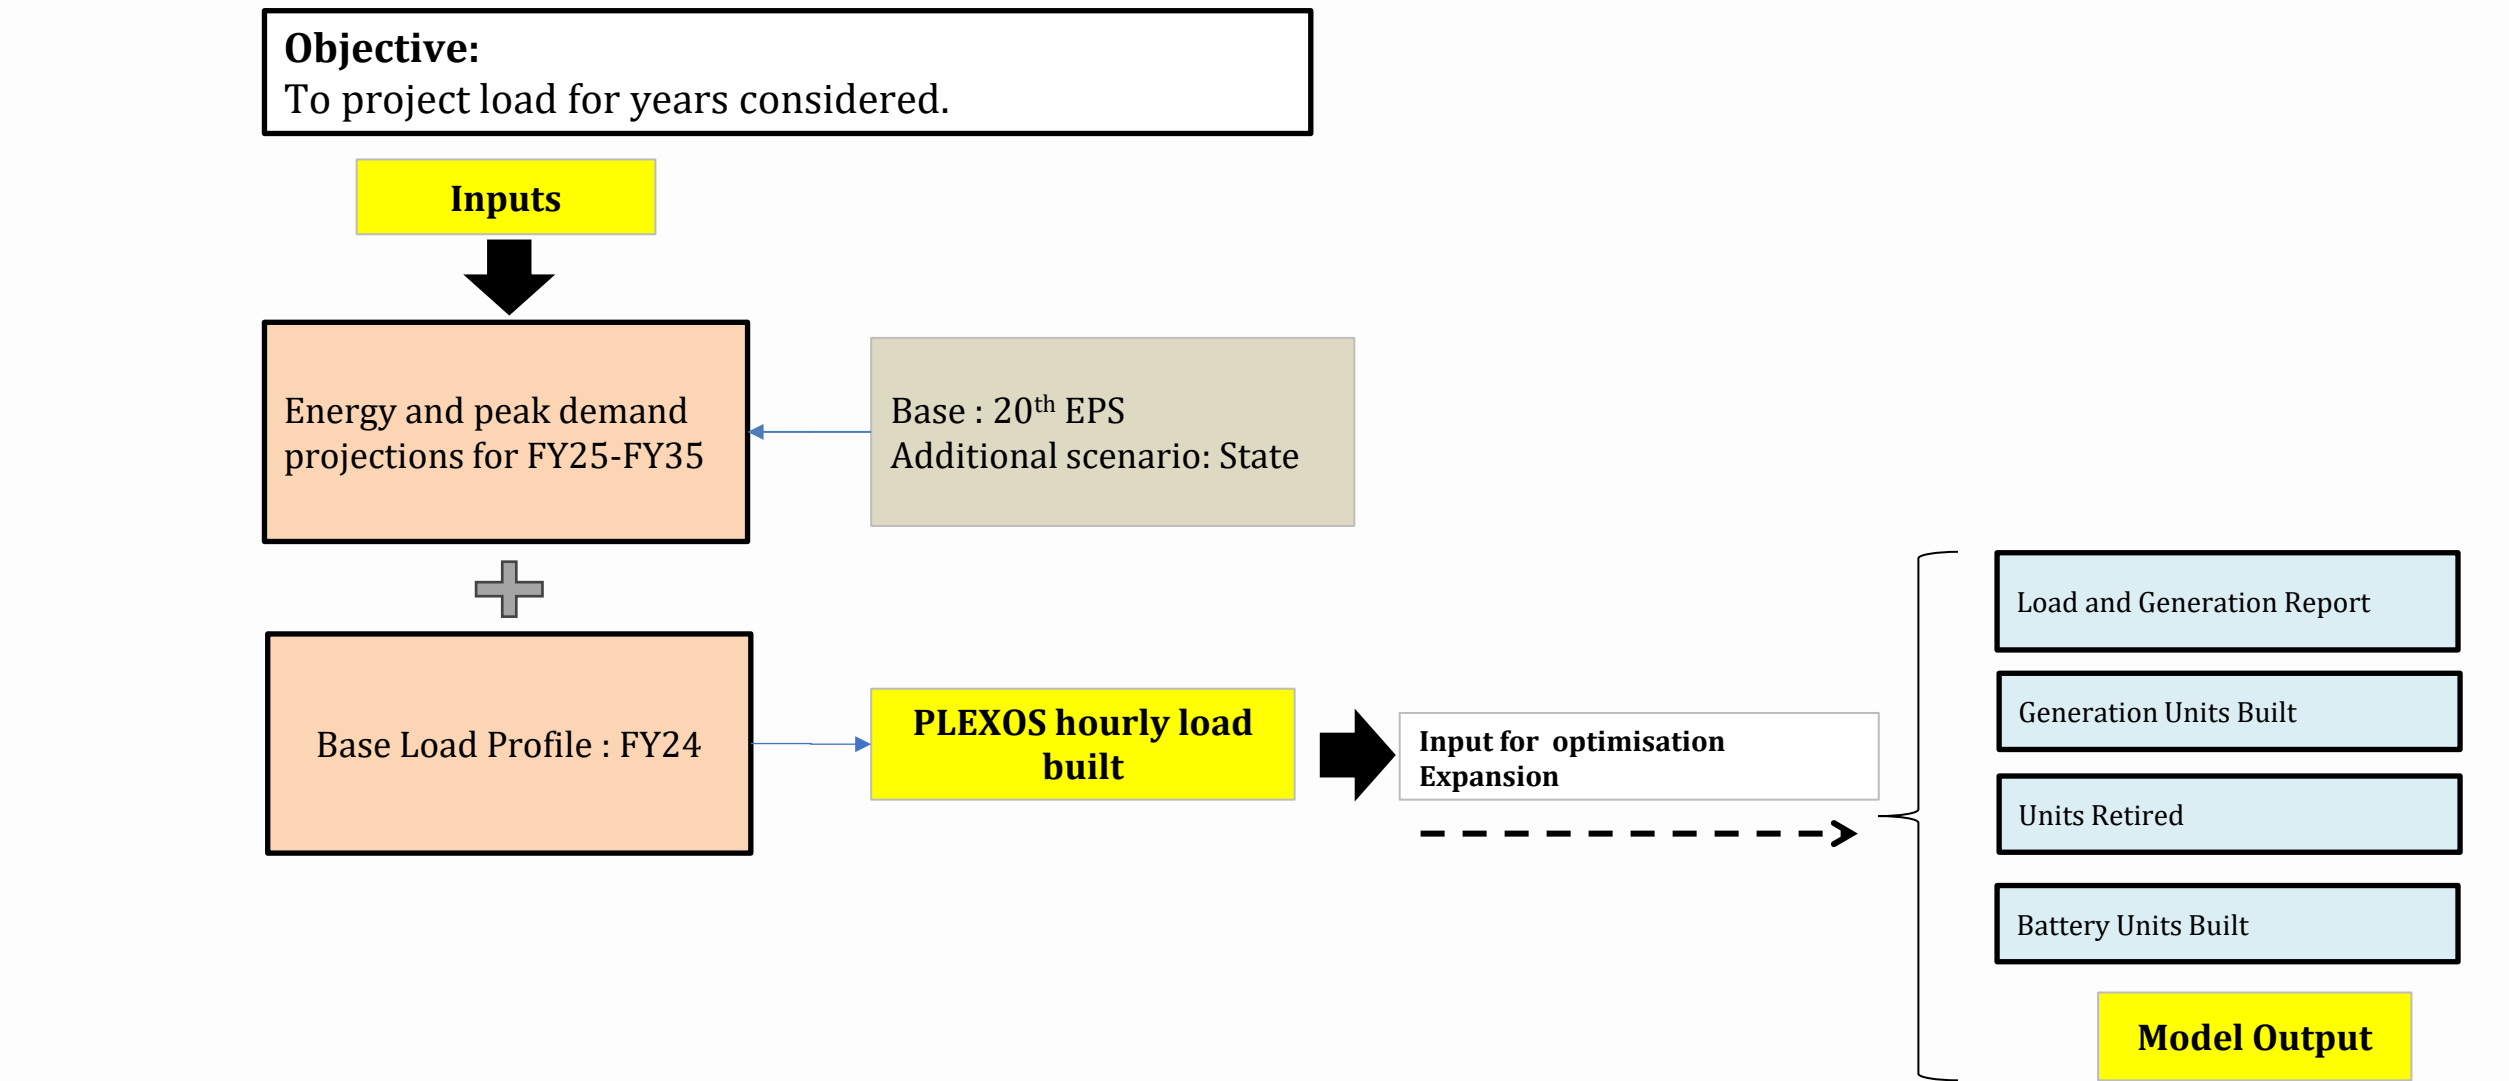 Objective:
To project load for years considered.
Inputs
Energy and peak demand
projections for FY25-FY35
Base : 20th EPS
Additional scenario: State
Base Load Profile : FY24
PLEXOS hourly load
built
Input for  optimisation
Expansion
Load and Generation Report
Generation Units Built
Units Retired
Battery Units Built
Model Output